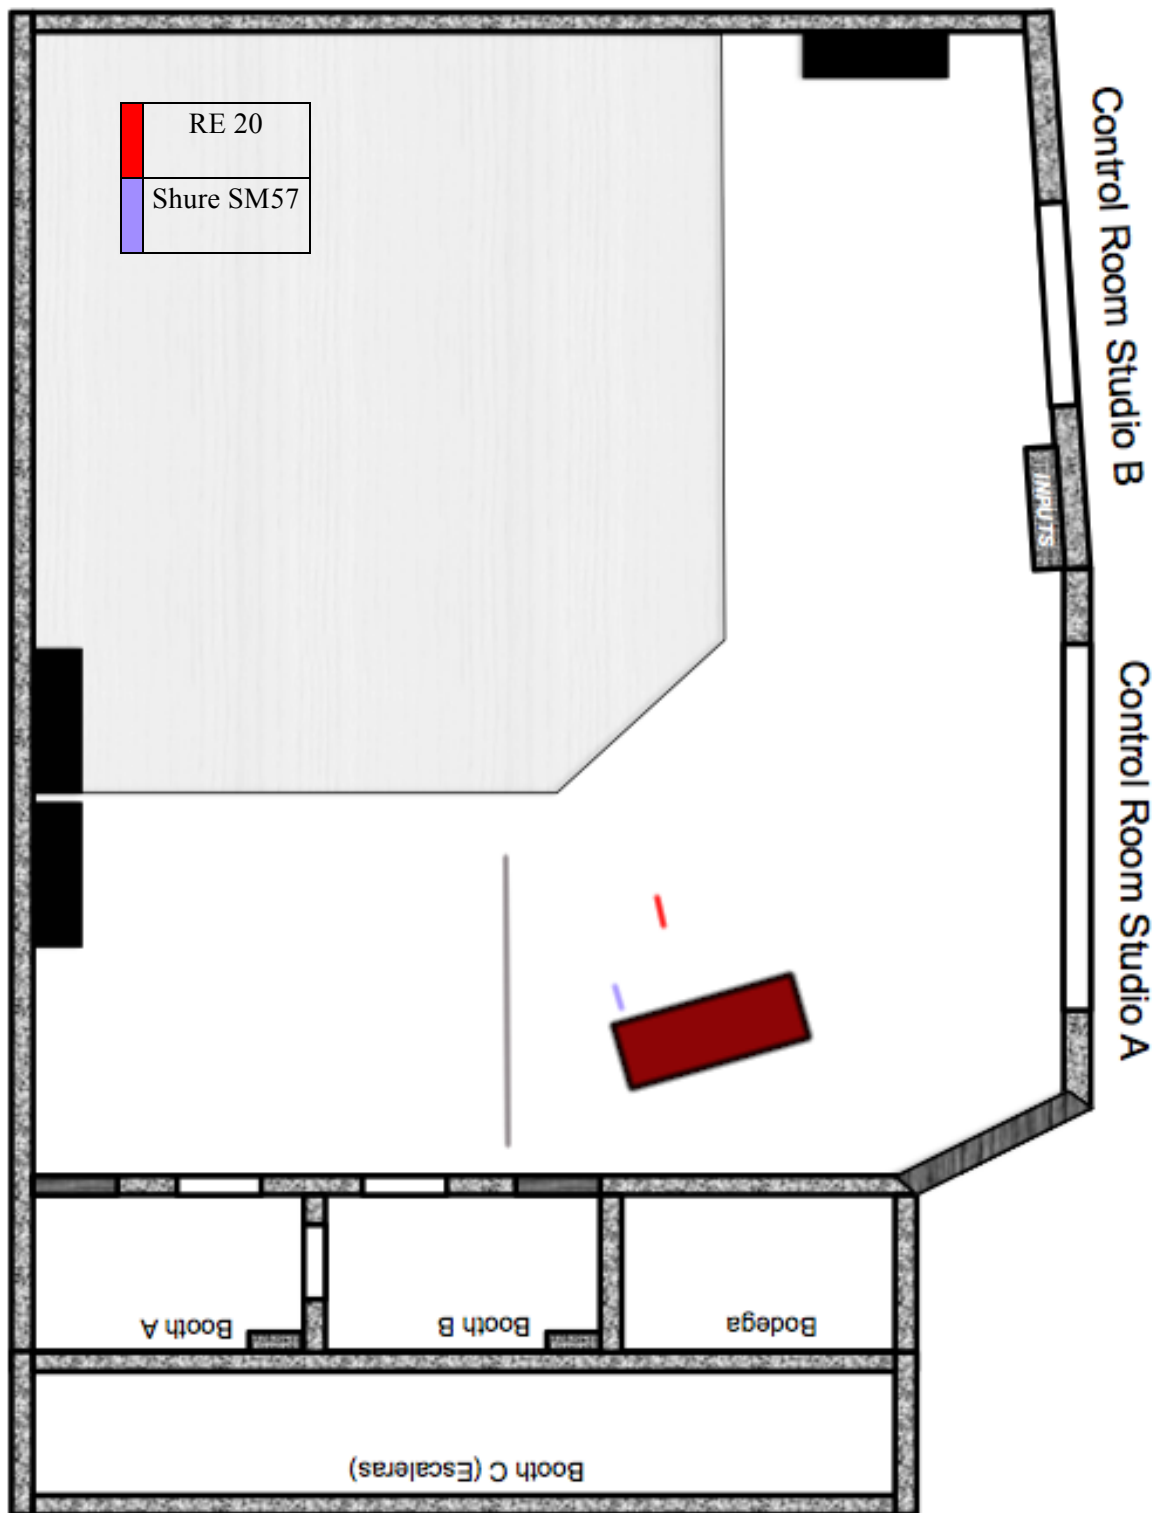 RE 20
Shure SM57
Control Room Studio B
INPUTS
Control Room Studio A
Booth A
Booth B
Bodega
Booth C (Escaleras)